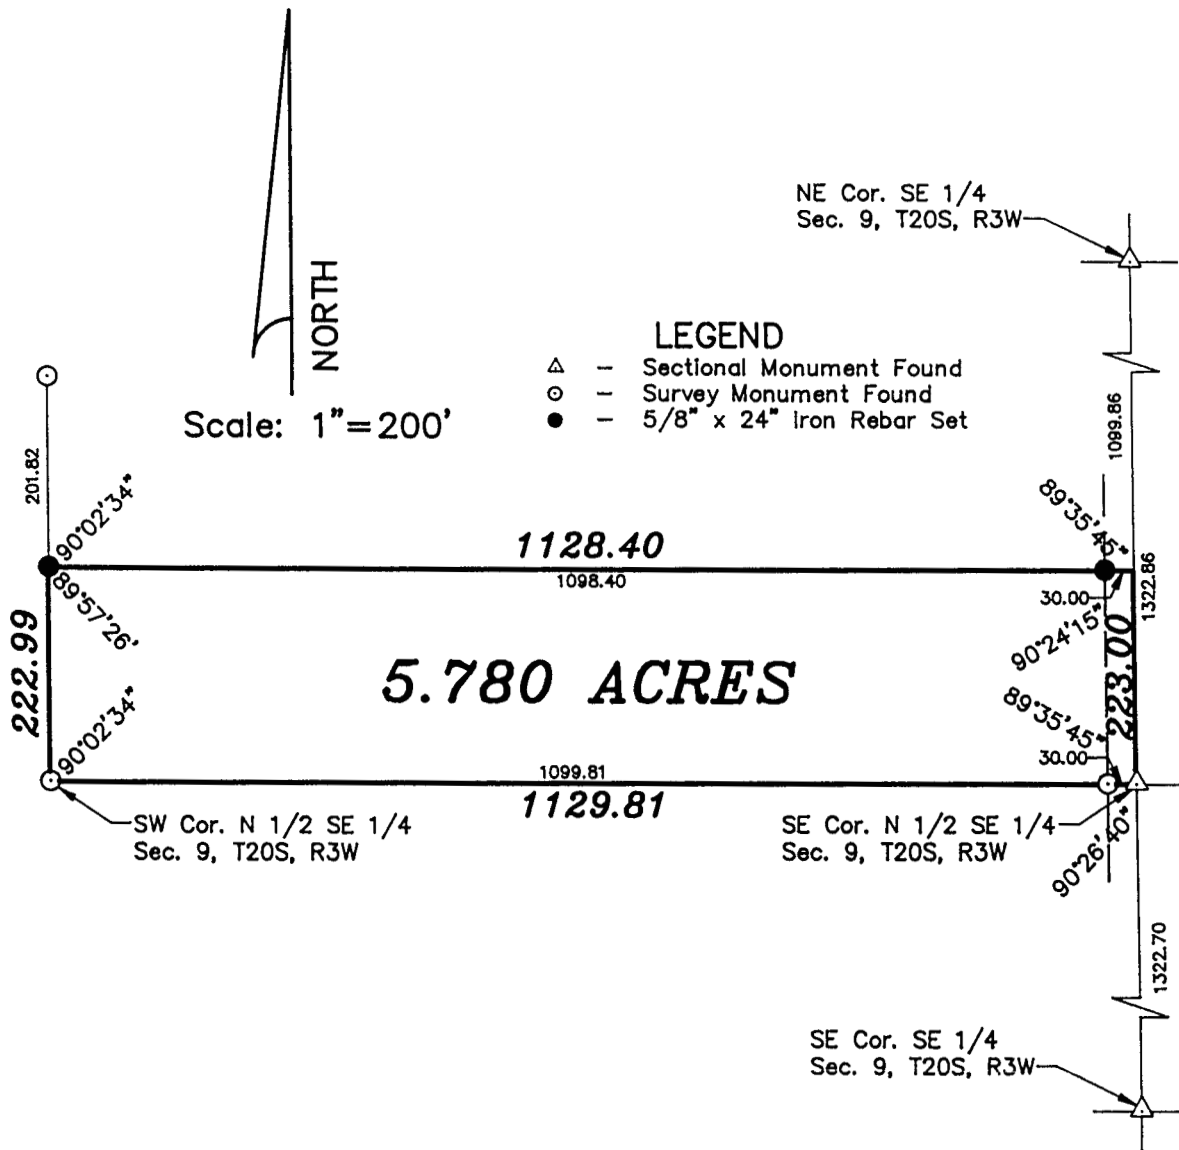 NE Cor. SE 1/4
Sec. 9, T20S, R3W
NORTH
LEGEND
△ – Sectional Monument Found
⊙ – Survey Monument Found
● – 5/8" x 24" Iron Rebar Set
Scale: 1"=200'
1099.86
201.82
90°02'34"
89°35'45"
1128.40
1098.40
89°57'26'
30.00
1322.86
90°24'15"
222.99
5.780 ACRES
223.00
90°02'34"
89°35'45"
30.00
1099.81
1129.81
SW Cor. N 1/2 SE 1/4
Sec. 9, T20S, R3W
SE Cor. N 1/2 SE 1/4
Sec. 9, T20S, R3W
90°26'40"
1322.70
SE Cor. SE 1/4
Sec. 9, T20S, R3W